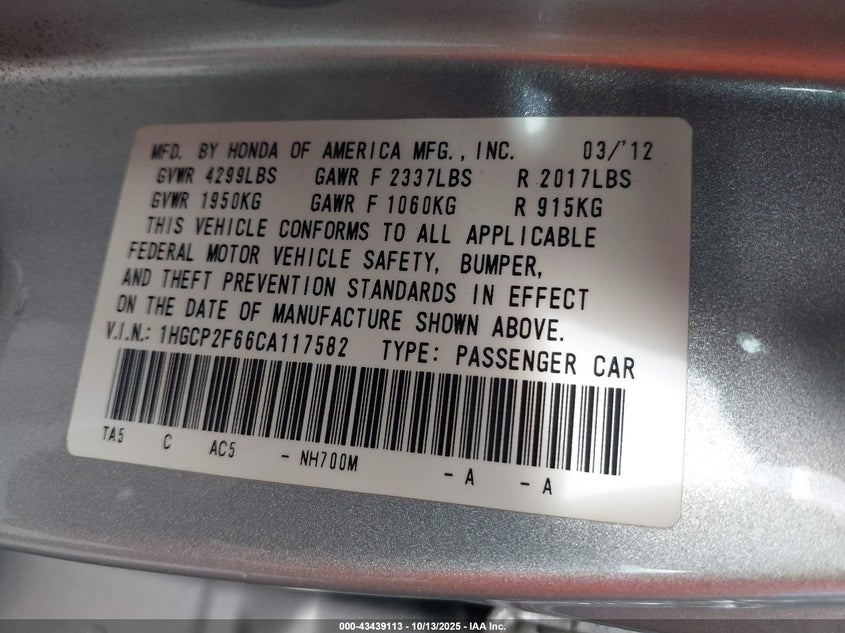 MFD. BY HONDA OF AMERICA MFG., INC. 03/'12
GVWR 4299LBS GAWR F 2337LBS R 2017LBS
GVWR 1950KG GAWR F 1060KG R 915KG
THIS VEHICLE CONFORMS TO ALL APPLICABLE
FEDERAL MOTOR VEHICLE SAFETY, BUMPER,
AND THEFT PREVENTION STANDARDS IN EFFECT
ON THE DATE OF MANUFACTURE SHOWN ABOVE.
V.I.N.: 1HGCP2F66CA117582 TYPE: PASSENGER CAR
TA5 C AC5 - NH700M - A - A
000-43439113 - 10/13/2025 - IAA Inc.